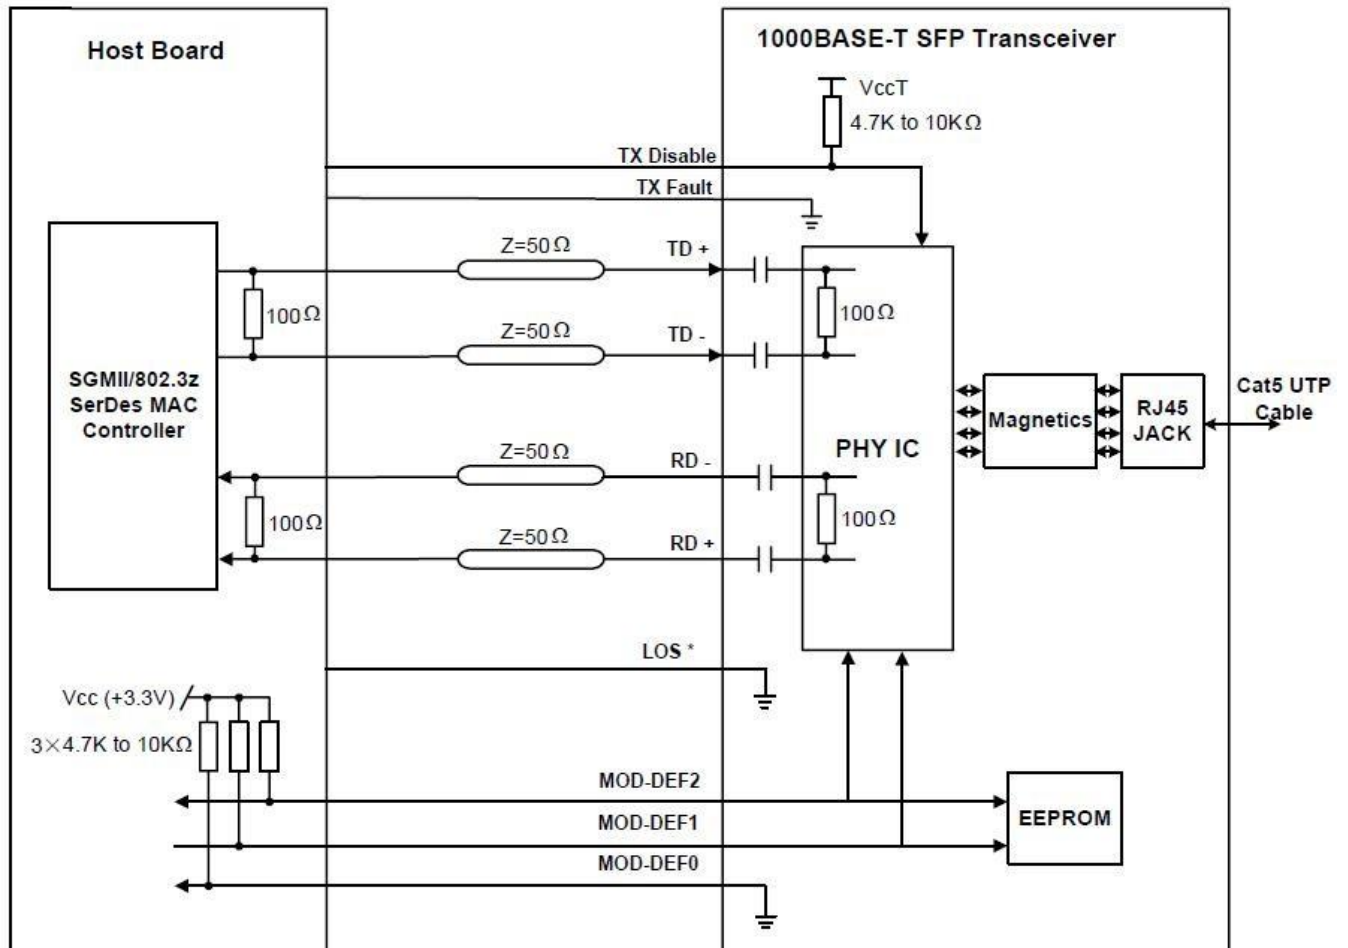 Host Board
1000BASE-T SFP Transceiver
VccT
4.7K to 10KΩ
TX Disable
TX Fault
Z=50Ω
TD +
100Ω
100Ω
Z=50Ω
TD -
SGMII/802.3z
SerDes MAC
Controller
Z=50Ω
RD -
100Ω
100Ω
Z=50Ω
RD +
PHY IC
Magnetics
RJ45
JACK
Cat5 UTP
Cable
LOS *
Vcc (+3.3V)
3×4.7K to 10KΩ
MOD-DEF2
MOD-DEF1
MOD-DEF0
EEPROM